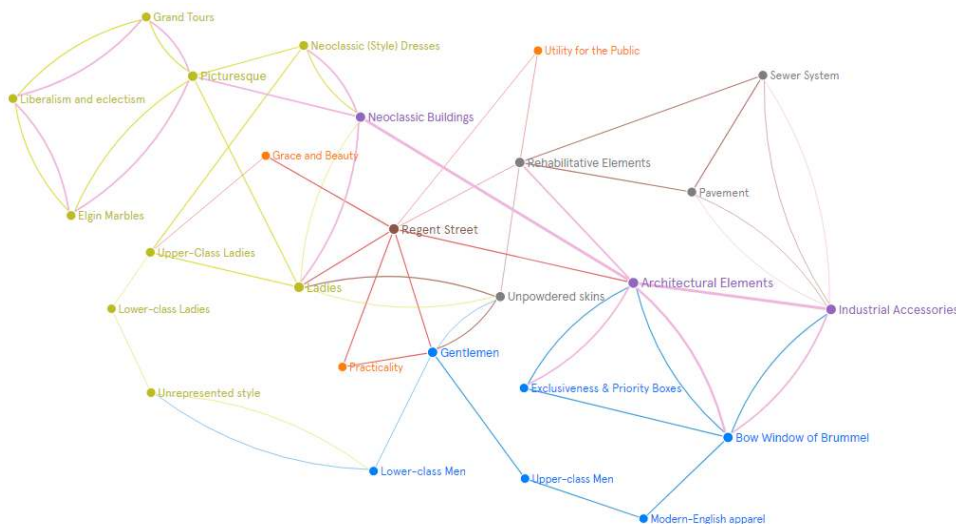 Grand Tours
Neoclassic (Style) Dresses
Utility for the Public
Picturesque
Sewer System
Liberalism and eclectism
Neoclassic Buildings
Grace and Beauty
Rehabilitative Elements
Pavement
Elgin Marbles
Regent Street
Upper-Class Ladies
Architectural Elements
Ladies
Unpowdered skins
Lower-class Ladies
Industrial Accessories
Gentlemen
Practicality
Exclusiveness & Priority Boxes
Unrepresented style
Bow Window of Brummel
Lower-class Men
Upper-class Men
Modern-English apparel